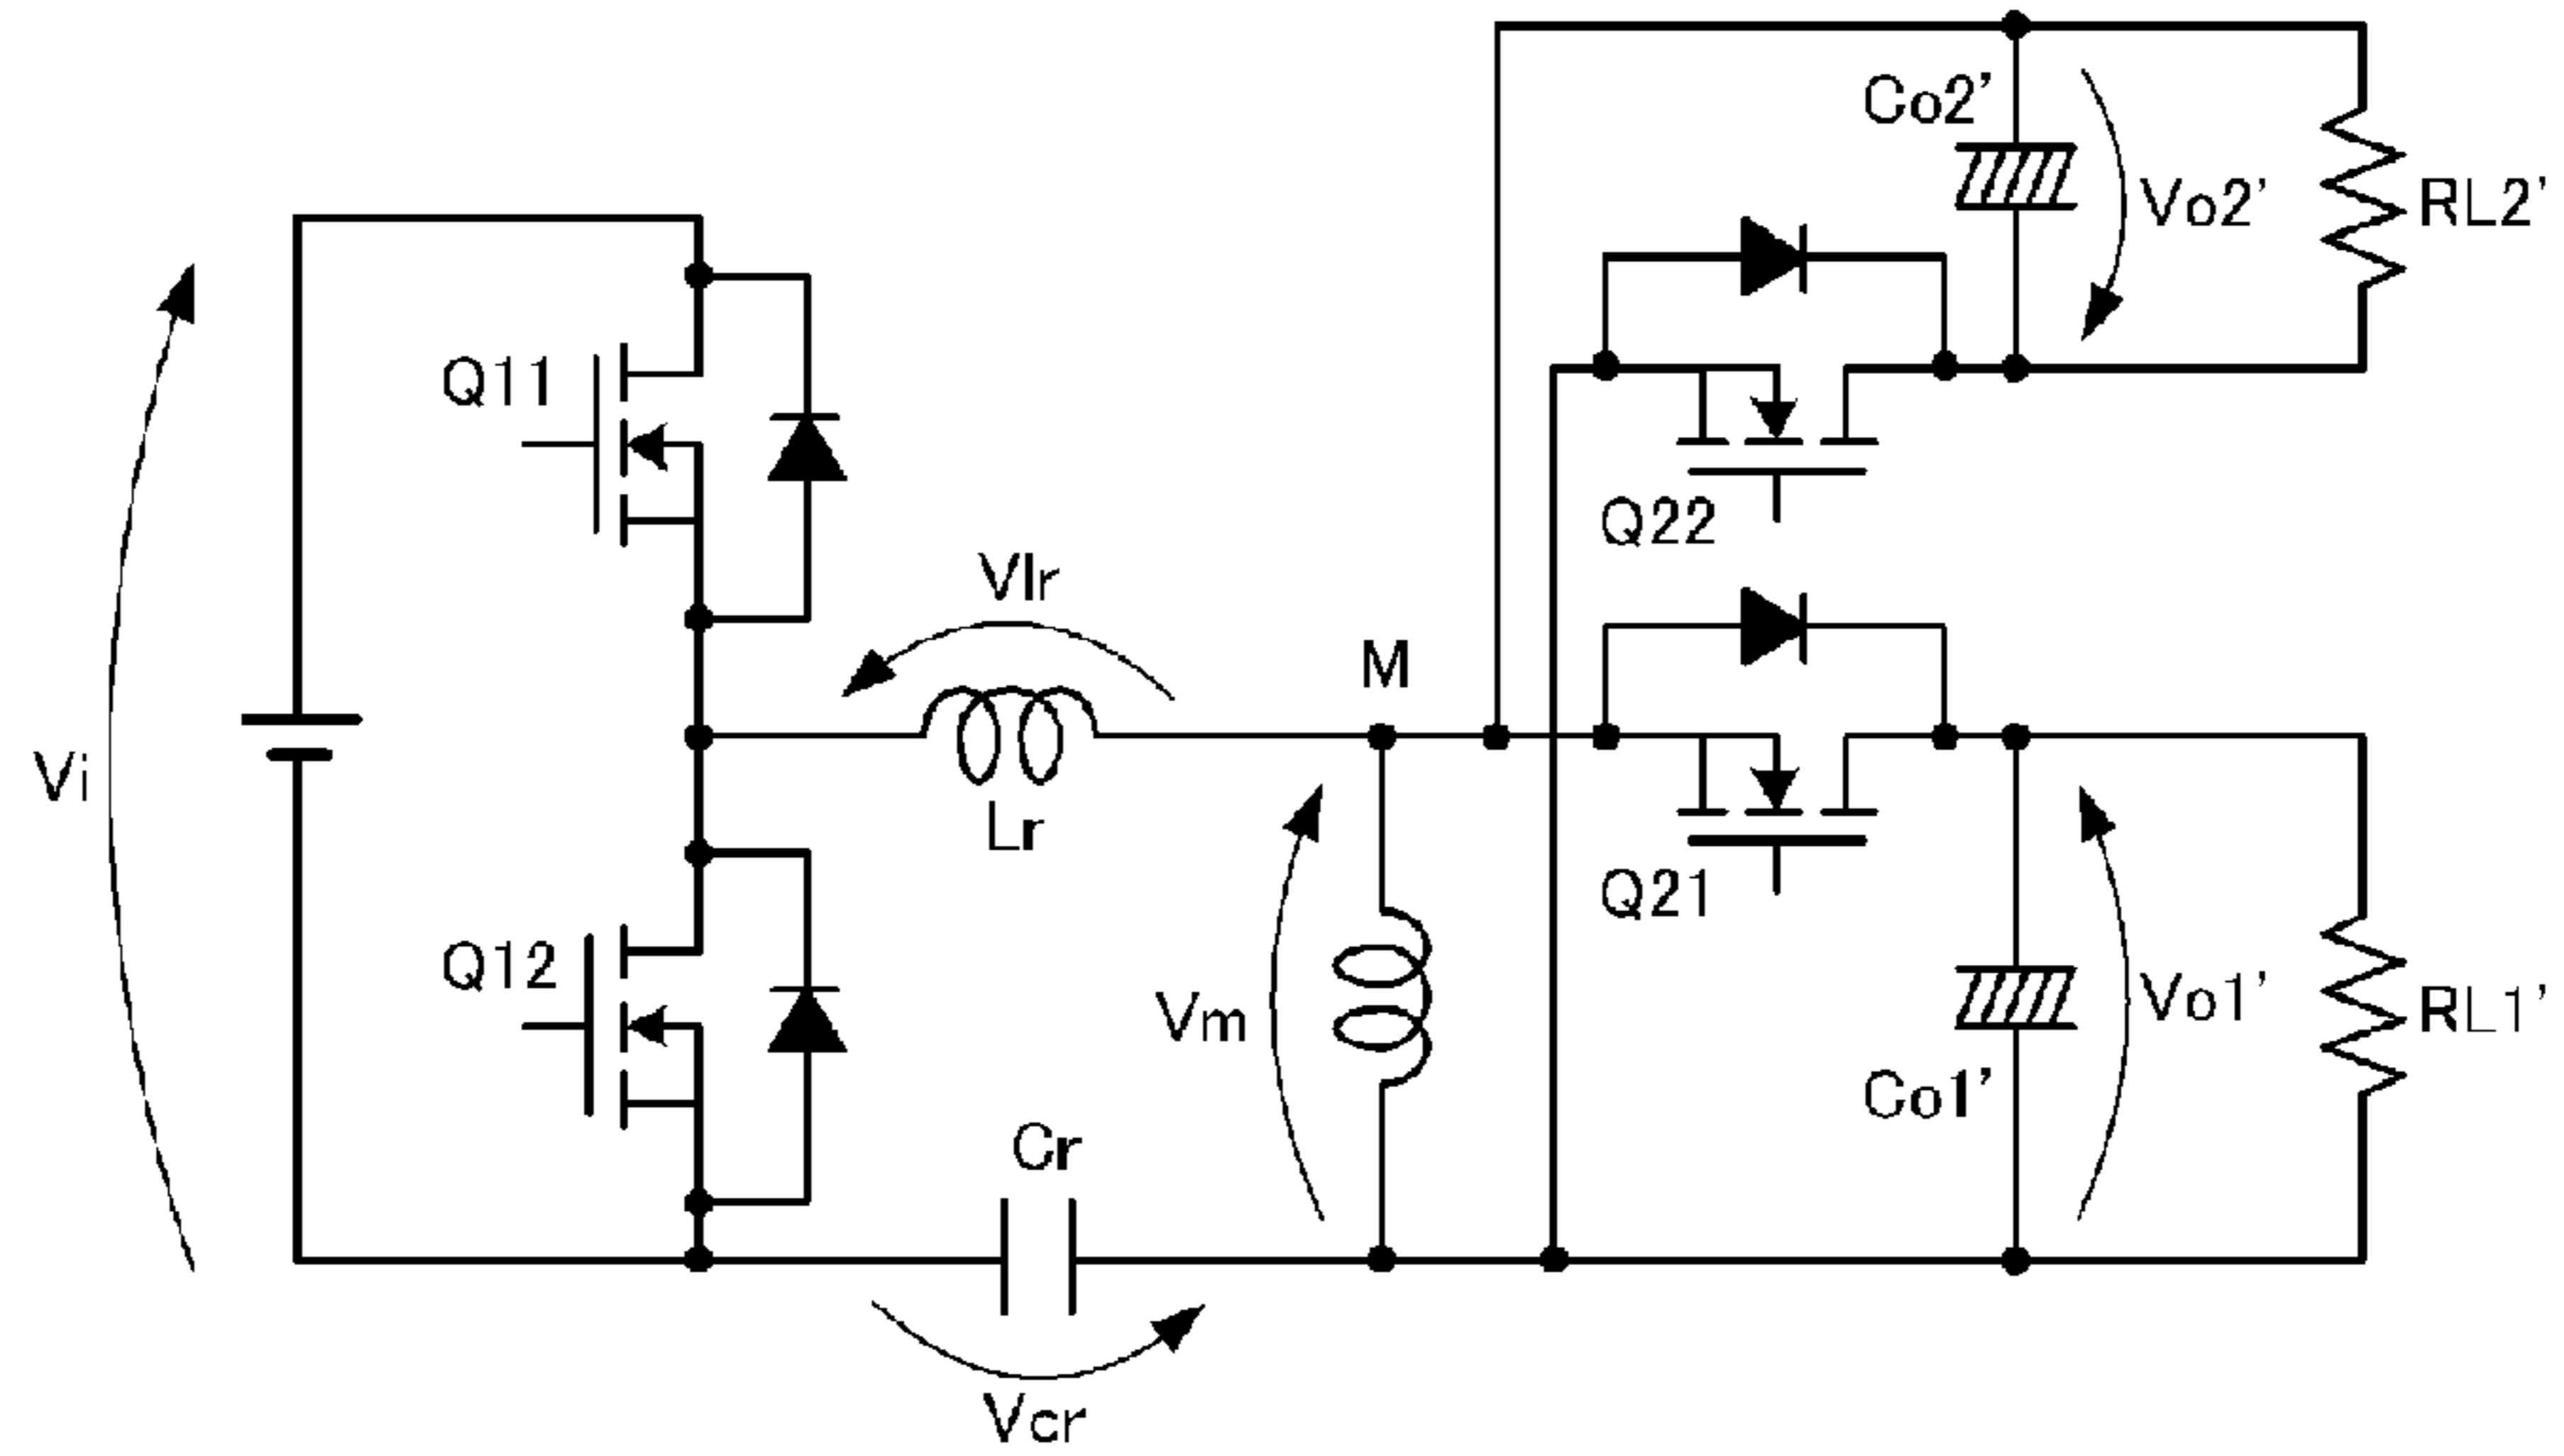 Co2'
Vo2'
RL2'
Q11
Q22
Vlr
M
Vi
Lr
Q21
Q12
Vm
Vo1'
RL1'
Co1'
Cr
Vcr